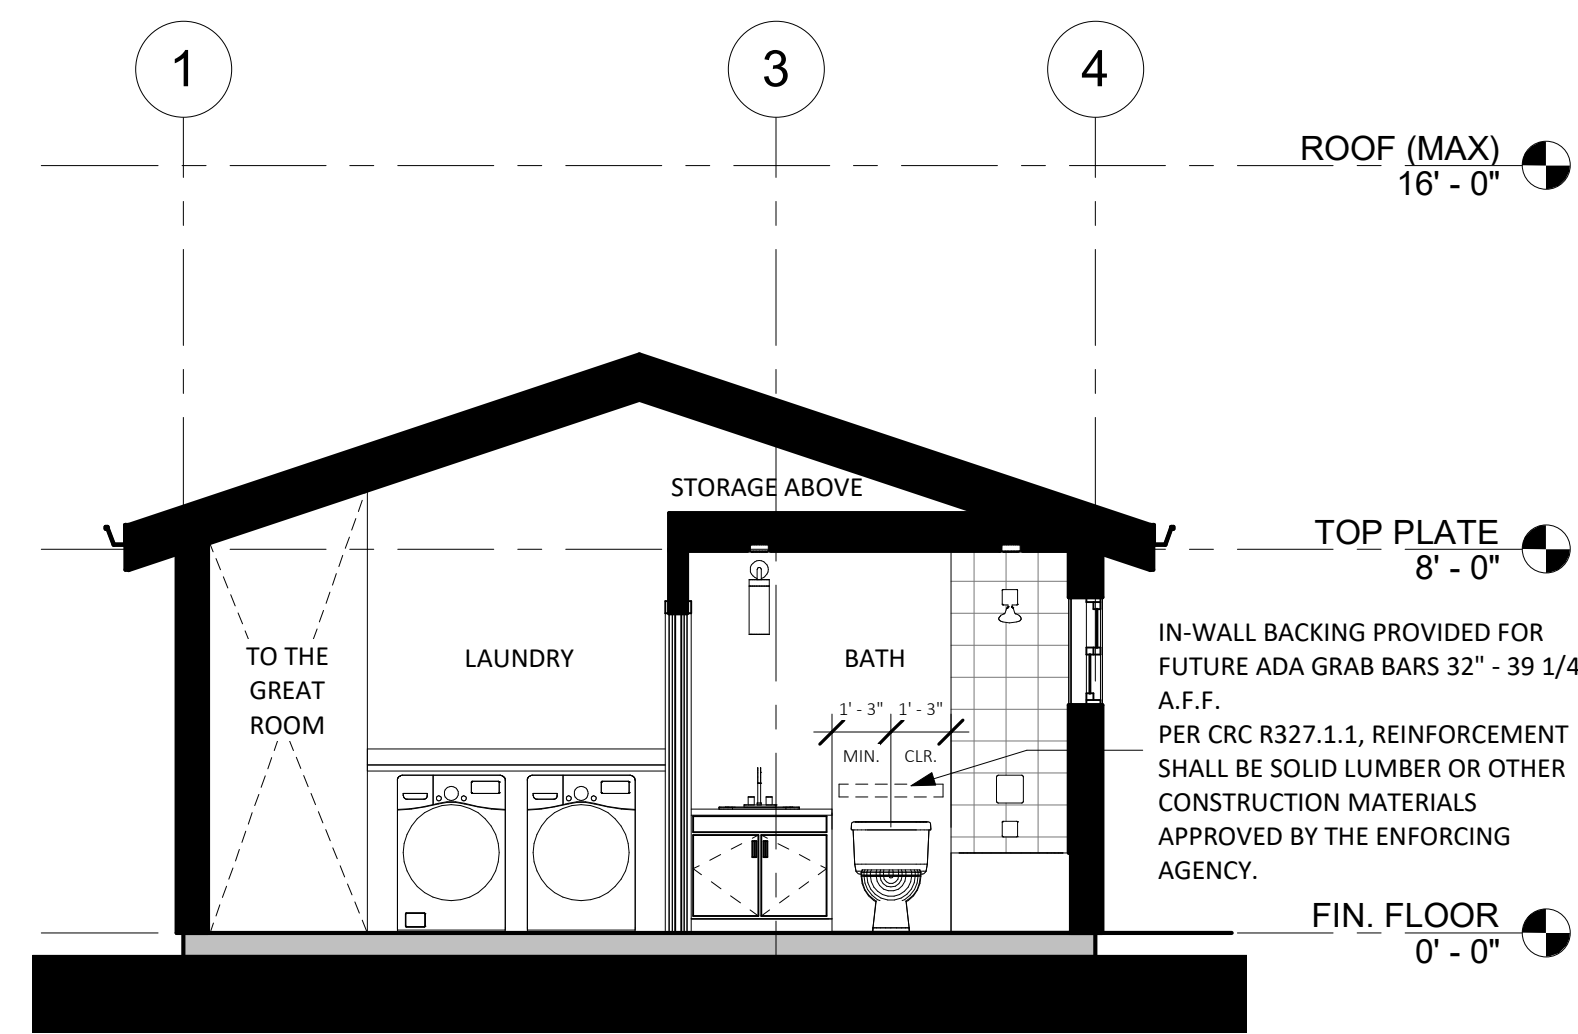 1
3
4
ROOF (MAX)
16' - 0"
STORAGE ABOVE
TOP PLATE
8' - 0"
TO THE
GREAT
ROOM
LAUNDRY
BATH
1' - 3" 1' - 3"
MIN. CLR.
IN-WALL BACKING PROVIDED FOR
FUTURE ADA GRAB BARS 32" - 39 1/4
A.F.F.
PER CRC R327.1.1, REINFORCEMENT
SHALL BE SOLID LUMBER OR OTHER
CONSTRUCTION MATERIALS
APPROVED BY THE ENFORCING
AGENCY.
FIN. FLOOR
0' - 0"